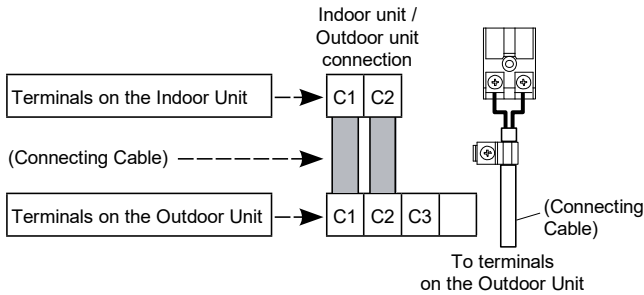 Indoor unit /
Outdoor unit
connection
Terminals on the Indoor Unit
C1 C2
(Connecting Cable)
Terminals on the Outdoor Unit
C1 C2 C3
(Connecting
Cable)
To terminals
on the Outdoor Unit